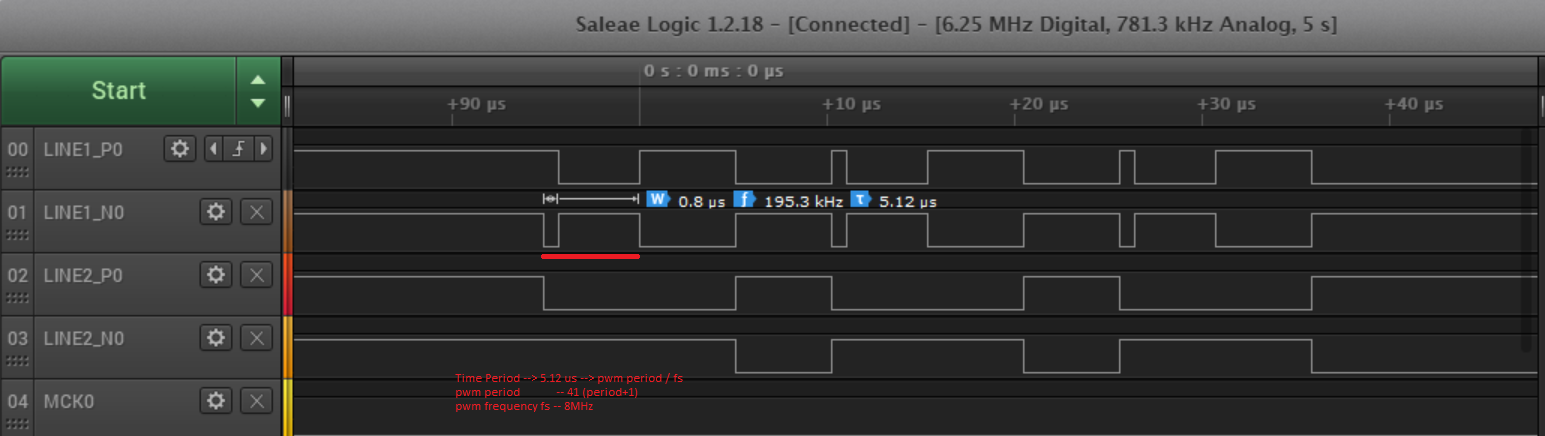 Saleae Logic 1.2.18 - [Connected] - [6.25 MHz Digital, 781.3 kHz Analog, 5 s]
Start
0 s : 0 ms : 0 µs
+90 µs +10 µs +20 µs +30 µs +40 µs
00 LINE1_P0
W 0.8 µs f 195.3 kHz τ 5.12 µs
01 LINE1_N0
02 LINE2_P0
03 LINE2_N0
Time Period --> 5.12 us --> pwm period / fs
pwm period -- 41 (period+1)
pwm frequency fs -- 8MHz
04 MCK0